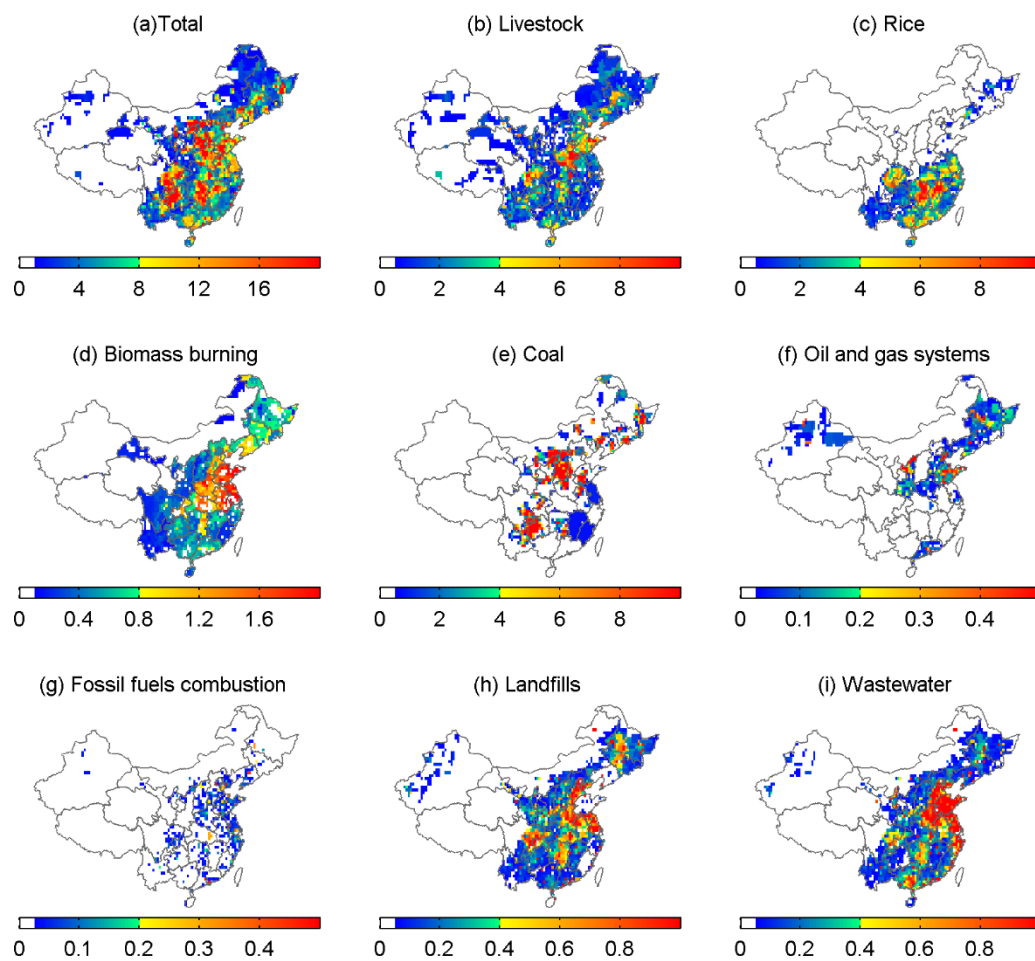 (a)Total
(b) Livestock
(c) Rice
0 4 8 12 16
0 2 4 6 8
0 2 4 6 8
(d) Biomass burning
(e) Coal
(f) Oil and gas systems
0 0.4 0.8 1.2 1.6
0 2 4 6 8
0 0.1 0.2 0.3 0.4
(g) Fossil fuels combustion
(h) Landfills
(i) Wastewater
0 0.1 0.2 0.3 0.4
0 0.2 0.4 0.6 0.8
0 0.2 0.4 0.6 0.8